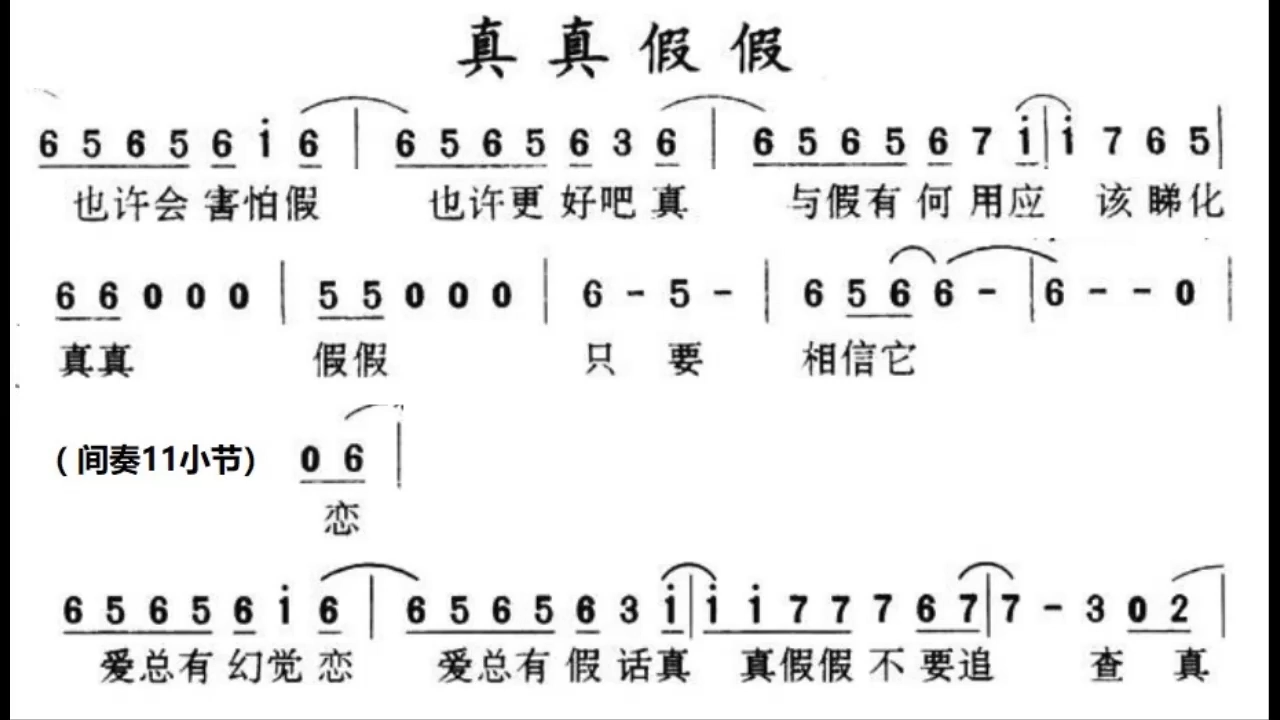 真真假假
6 5 6 5 6 i 6 | 6 5 6 5 6 3 6 | 6 5 6 5 6 7 i | i 7 6 5 |
也许会 害怕假 也许更 好吧 真 与假有 何 用应 该 睇化
6 6 0 0 0 | 5 5 0 0 0 | 6 - 5 - | 6 5 6 6 - | 6 - - 0 |
真真 假假 只 要 相信它
(间奏11小节) 0 6 |
恋
6 5 6 5 6 i 6 | 6 5 6 5 6 3 i | i i 7 7 7 6 7 | 7 - 3 0 2 |
爱总有 幻觉 恋 爱总有 假 话真 真假假 不 要追 查 真